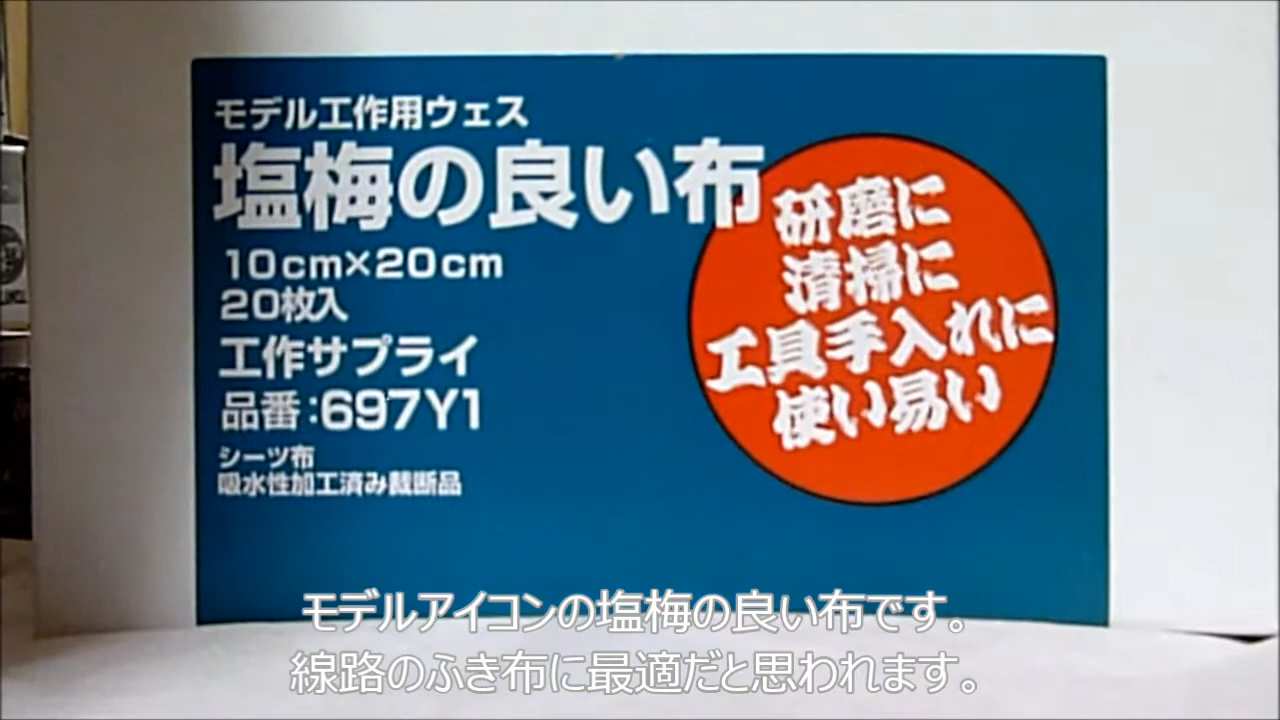 モデル工作用ウェス
塩梅の良い布
10cm×20cm
20枚入
工作サプライ
品番:697Y1
シーツ布
吸水性加工済み裁断品
研磨に
清掃に
工具手入れに
使い易い
モデルアイコンの塩梅の良い布です。
線路のふき布に最適だと思われます。